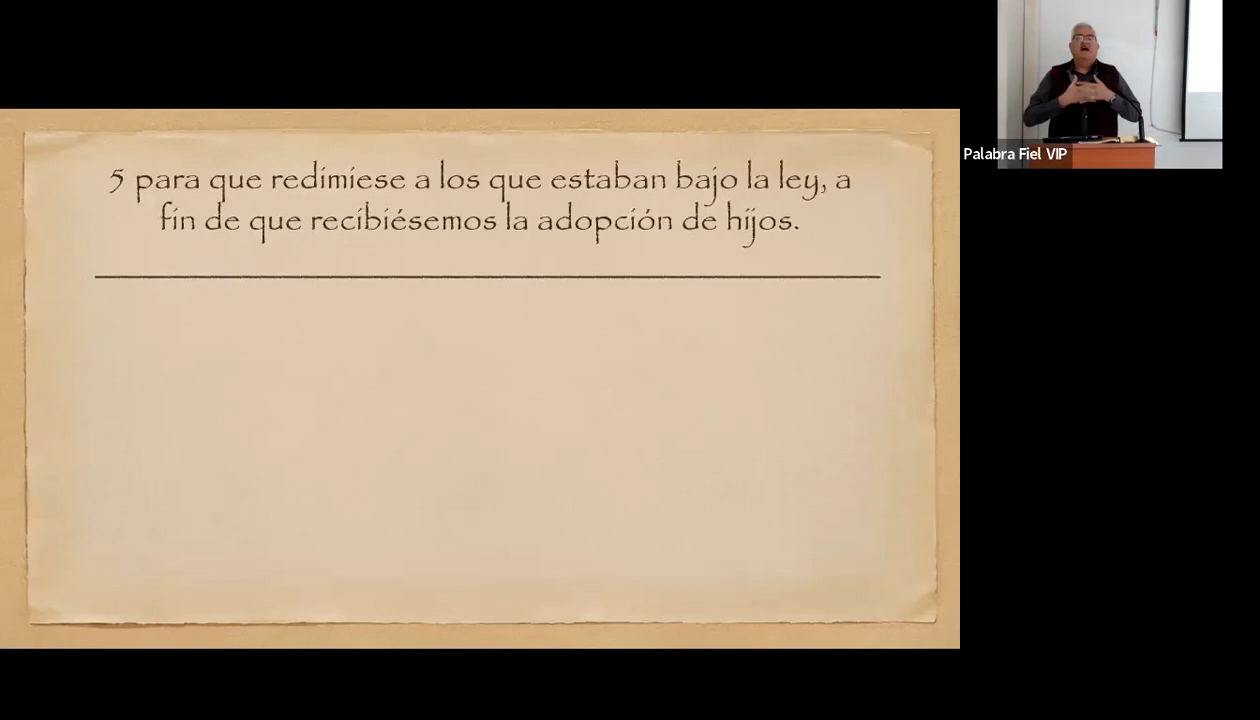 5 para que redimiese a los que estaban bajo la ley, a
fin de que recibiésemos la adopción de hijos.
Palabra Fiel VIP